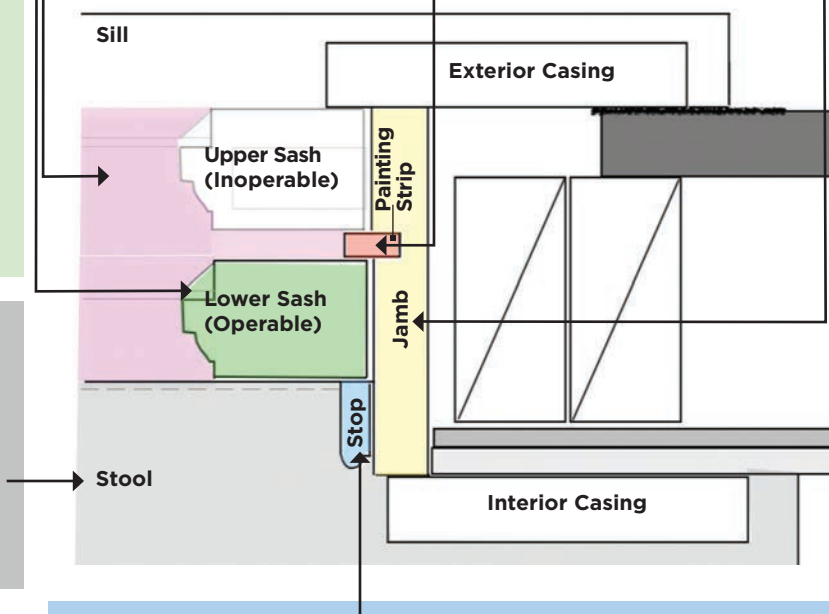 Sill
Exterior Casing
Upper Sash
(Inoperable)
Painting
Strip
Lower Sash
(Operable)
Jamb
Stop
Stool
Interior Casing